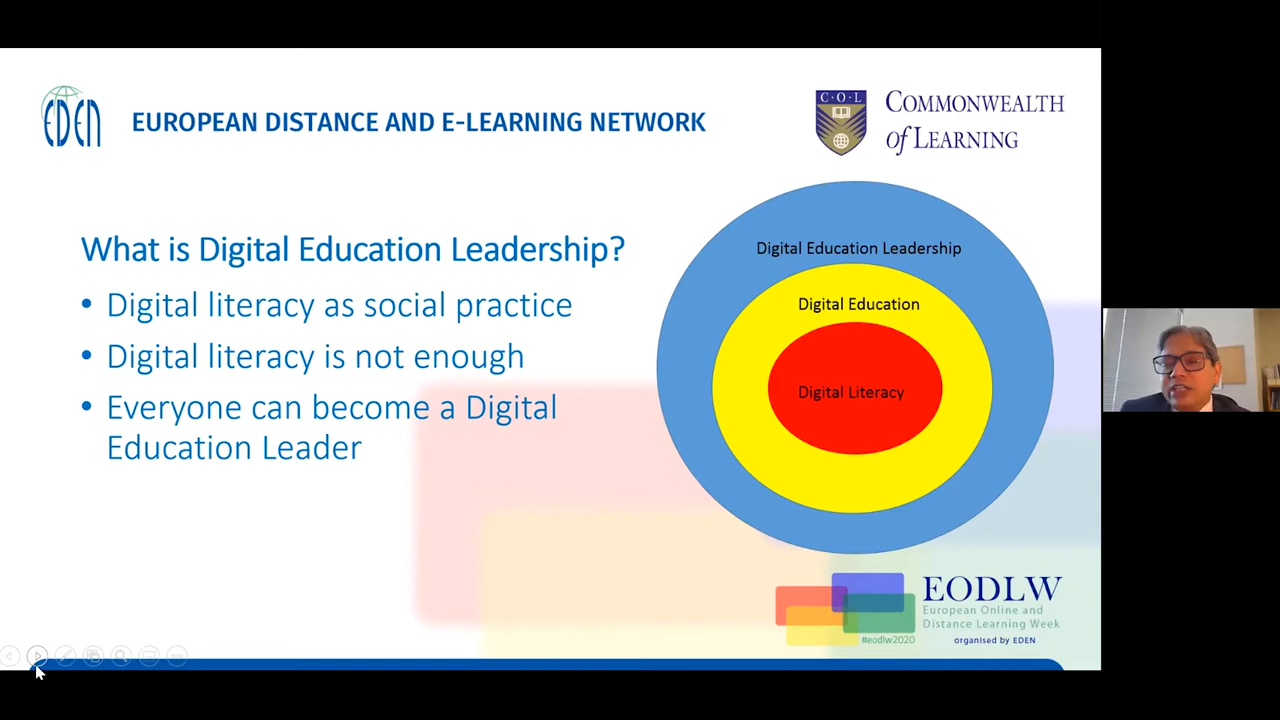 EDEN
EUROPEAN DISTANCE AND E-LEARNING NETWORK
C·O·L
COMMONWEALTH
of LEARNING
What is Digital Education Leadership?
• Digital literacy as social practice
• Digital literacy is not enough
• Everyone can become a Digital
Education Leader
Digital Education Leadership
Digital Education
Digital Literacy
EODLW
European Online and
Distance Learning Week
#eodlw2020
organised by EDEN